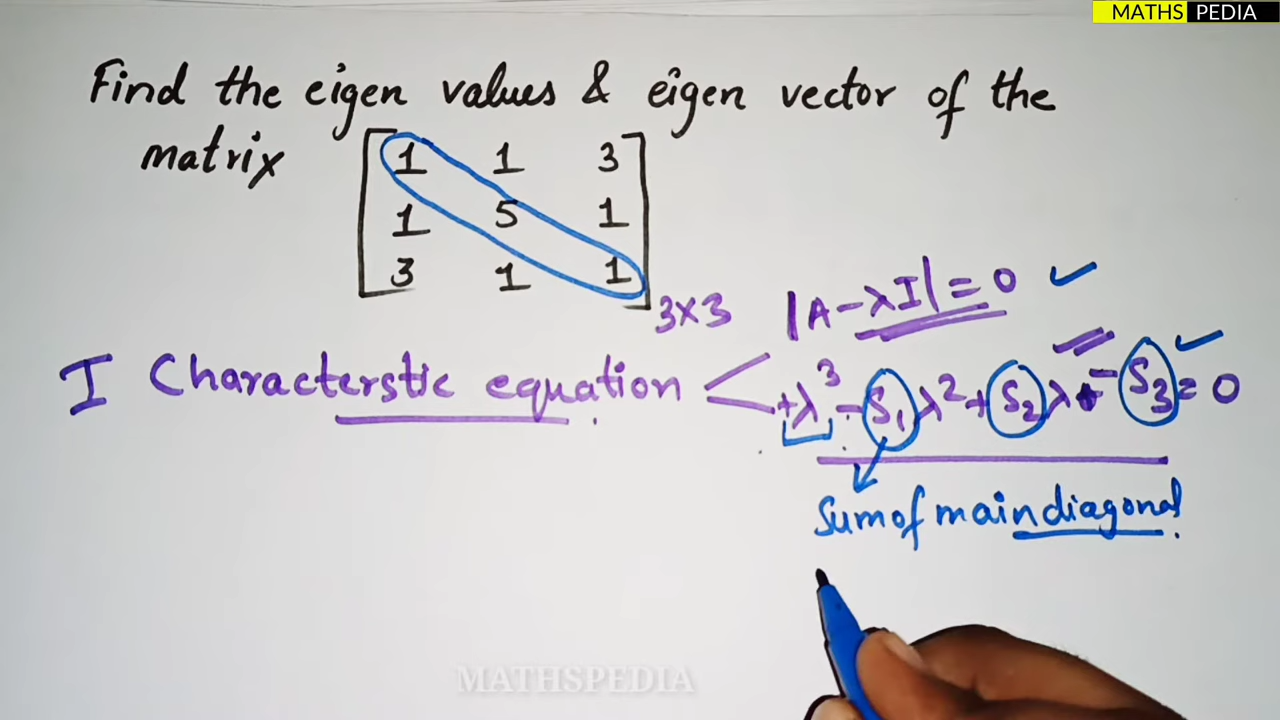 MATHS PEDIA
Find the eigen values & eigen vector of the
matrix
1 1 3
1 5 1
3 1 1
3×3
|A-λI| = 0
I Characterstic equation
+λ³ - S₁λ² + S₂λ - S₃ = 0
Sum of main diagonal
MATHSPEDIA